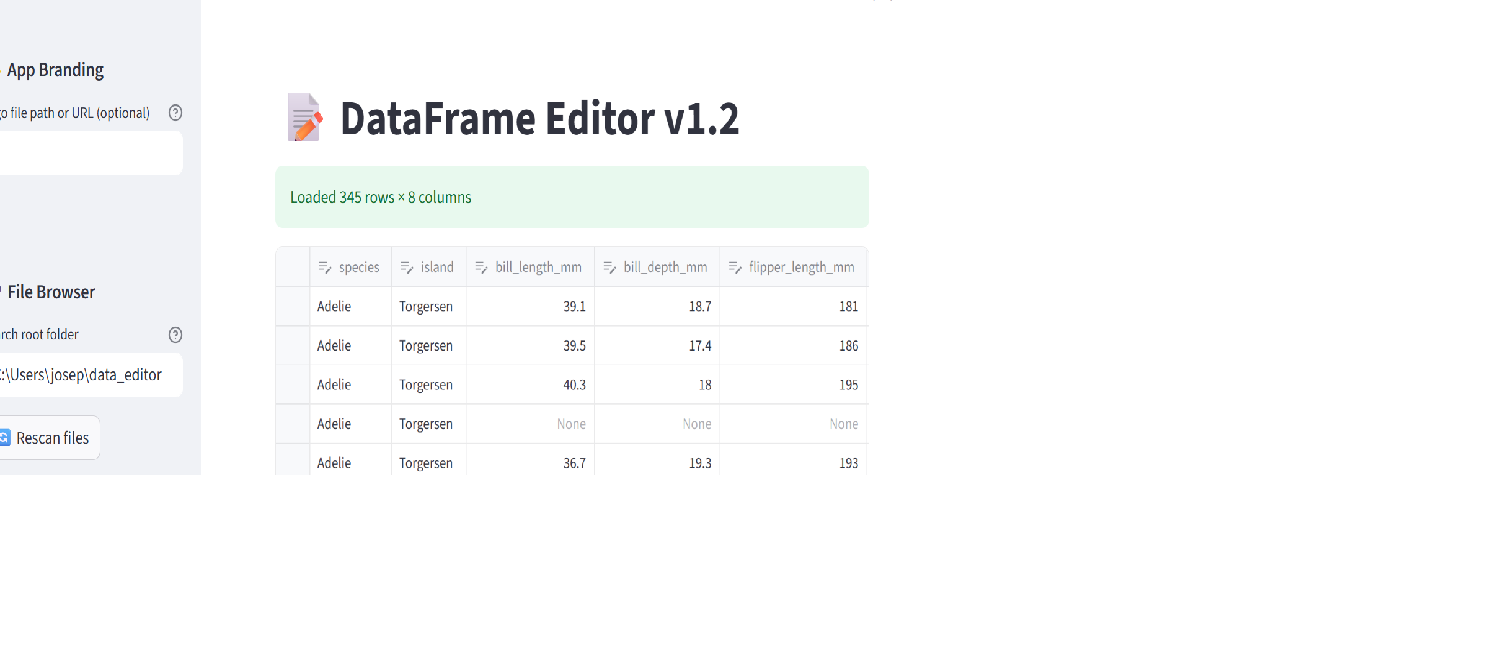 App Branding
file path or URL (optional)
File Browser
root folder
:\Users\josep\data_editor
Rescan files
DataFrame Editor v1.2
Loaded 345 rows × 8 columns
species island bill_length_mm bill_depth_mm flipper_length_mm
Adelie Torgersen 39.1 18.7 181
Adelie Torgersen 39.5 17.4 186
Adelie Torgersen 40.3 18 195
Adelie Torgersen None None None
Adelie Torgersen 36.7 19.3 193